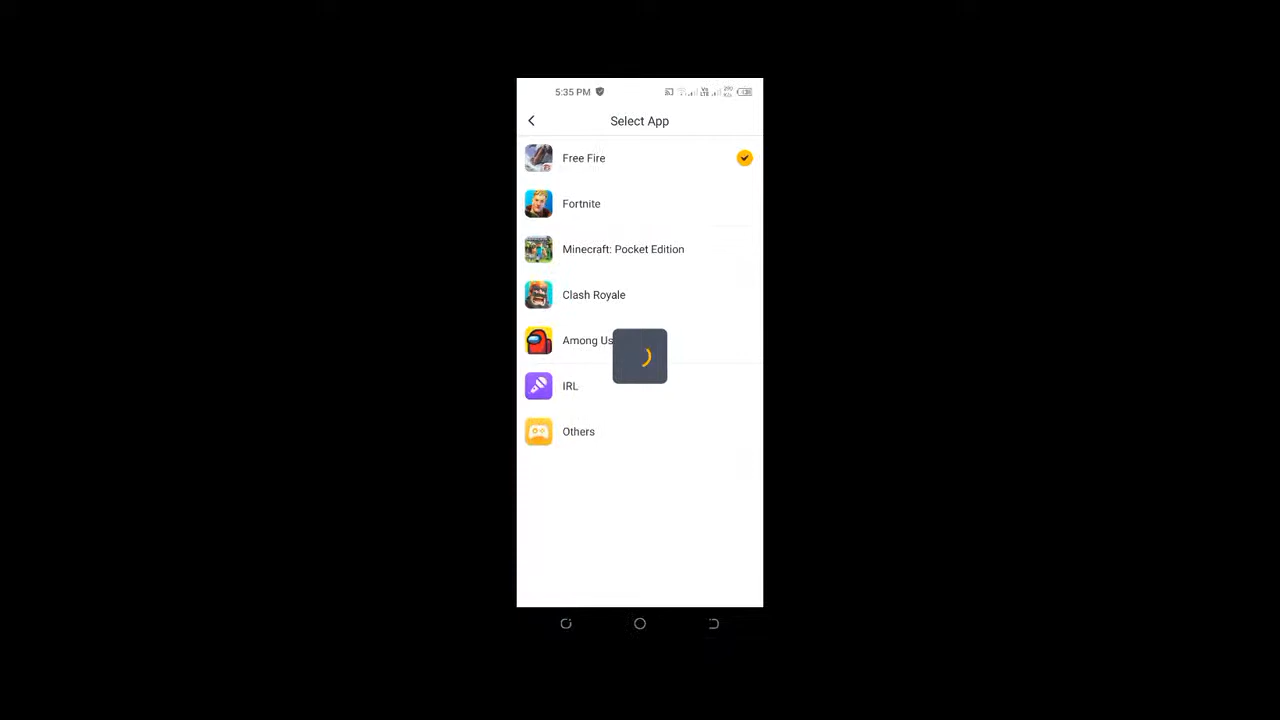 5:35 PM
Select App
Free Fire
Fortnite
Minecraft: Pocket Edition
Clash Royale
Among Us
IRL
Others